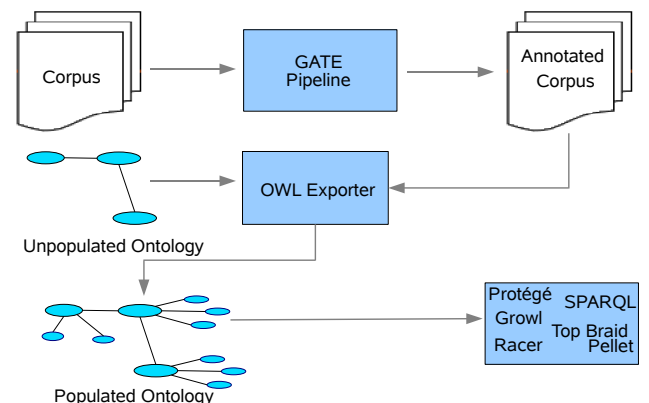 Corpus
GATE
Pipeline
Annotated
Corpus
OWL Exporter
Unpopulated Ontology
Protégé SPARQL
Growl
Top Braid
Racer Pellet
Populated Ontology